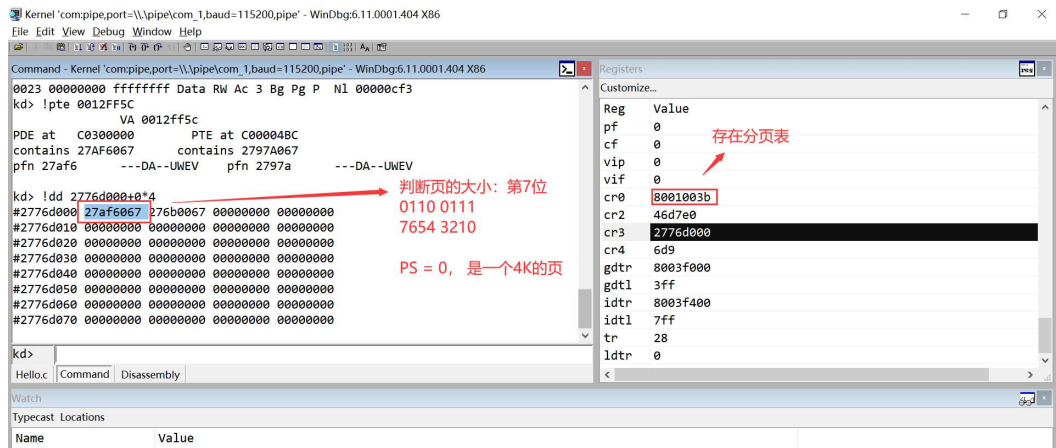 Kernel 'com:pipe,port=\\.\pipe\com_1,baud=115200,pipe' - WinDbg:6.11.0001.404 X86
File Edit View Debug Window Help
Command - Kernel 'com:pipe,port=\\.\pipe\com_1,baud=115200,pipe' - WinDbg:6.11.0001.404 X86
0023 00000000 ffffffff Data RW Ac 3 Bg Pg P Nl 00000cf3
kd> !pte 0012FF5C
VA 0012ff5c
PDE at C0300000 PTE at C00004BC
contains 27AF6067 contains 2797A067
pfn 27af6 ---DA--UWEV pfn 2797a ---DA--UWEV
kd> !dd 2776d000+0*4
#2776d000 27af6067 276b0067 00000000 00000000
#2776d010 00000000 00000000 00000000 00000000
#2776d020 00000000 00000000 00000000 00000000
#2776d030 00000000 00000000 00000000 00000000
#2776d040 00000000 00000000 00000000 00000000
#2776d050 00000000 00000000 00000000 00000000
#2776d060 00000000 00000000 00000000 00000000
#2776d070 00000000 00000000 00000000 00000000
判断页的大小：第7位
0110 0111
7654 3210
PS = 0， 是一个4K的页
kd>
Hello.c Command Disassembly
Registers
Customize...
Reg Value
pf 0
cf 0
vip 0
vif 0
cr0 8001003b
cr2 46d7e0
cr3 2776d000
cr4 6d9
gdtr 8003f000
gdtl 3ff
idtr 8003f400
idtl 7ff
tr 28
ldtr 0
存在分页表
Watch
Typecast Locations
Name Value